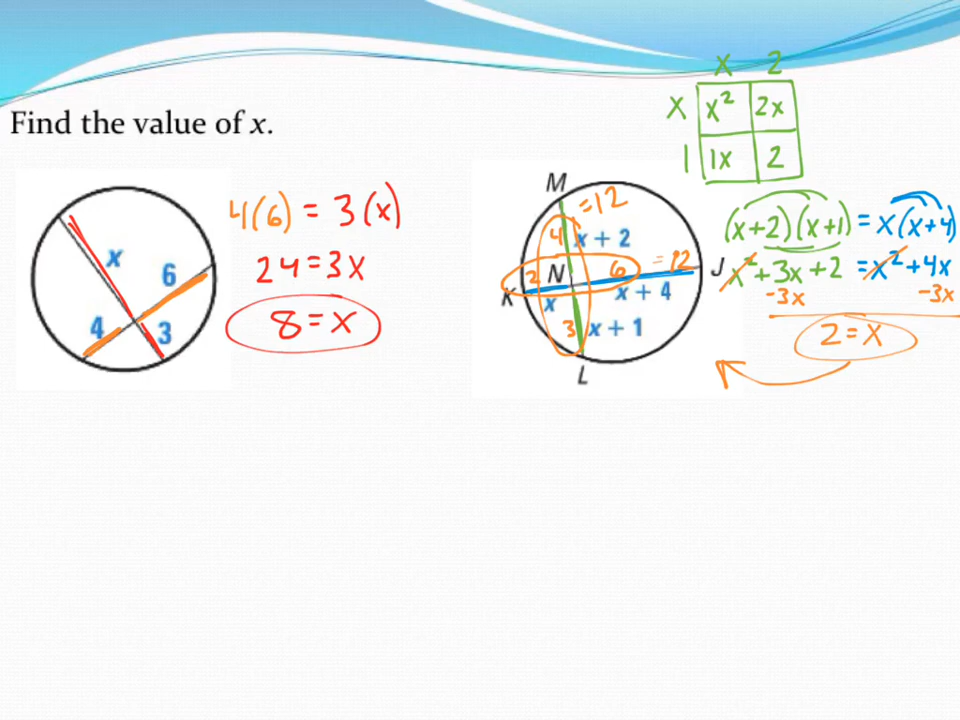 Find the value of x.
x
6
4
3
4(6) = 3(x)
24 = 3x
8 = x
x 2
x x² 2x
1 1x 2
M
=12
4 x + 2
2 N 6 =12 J
K x x + 4
3 x + 1
L
(x+2)(x+1) = x(x+4)
x² + 3x + 2 = x² + 4x
-3x -3x
2 = x